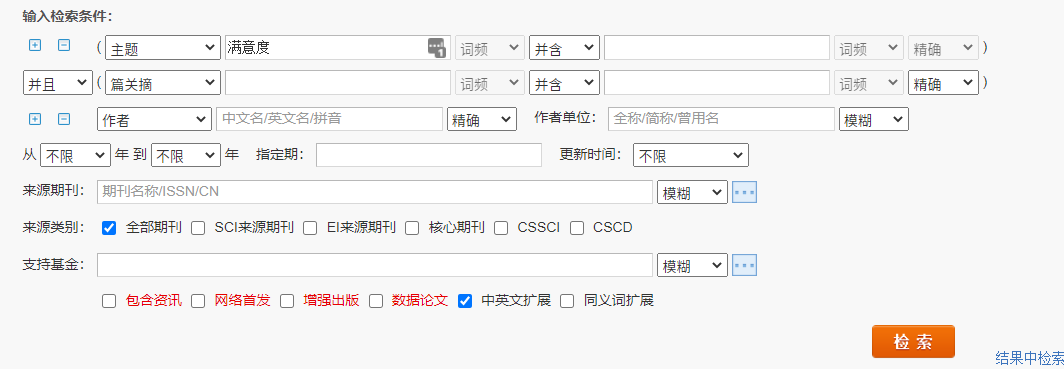 输入检索条件：
( 主题 满意度 词频 并含 词频 精确 )
并且 ( 篇关摘 词频 并含 词频 精确 )
作者 中文名/英文名/拼音 精确 作者单位： 全称/简称/曾用名 模糊
从 不限 年 到 不限 年 指定期： 更新时间： 不限
来源期刊： 期刊名称/ISSN/CN 模糊
来源类别： 全部期刊 SCI来源期刊 EI来源期刊 核心期刊 CSSCI CSCD
支持基金： 模糊
包含资讯 网络首发 增强出版 数据论文 中英文扩展 同义词扩展
检索
结果中检索